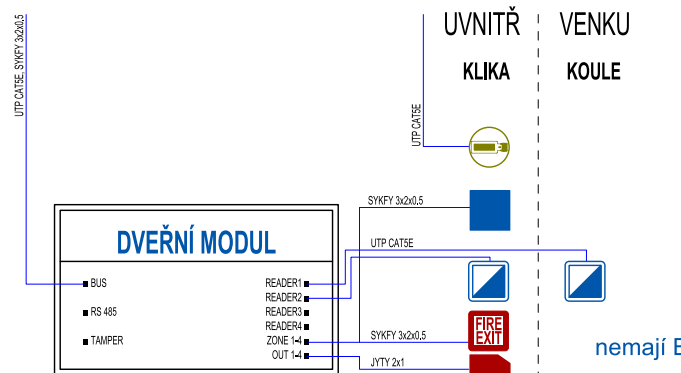 UTP CAT5E, SYKFY 3x2x0,5
UTP CAT5E
UVNITŘ
VENKU
KLIKA
KOULE
SYKFY 3x2x0,5
UTP CAT5E
DVEŘNÍ MODUL
BUS
READER1
READER2
RS 485
READER3
READER4
TAMPER
ZONE 1-4
OUT 1-4
SYKFY 3x2x0,5
JYTY 2x1
FIRE
EXIT
nemají